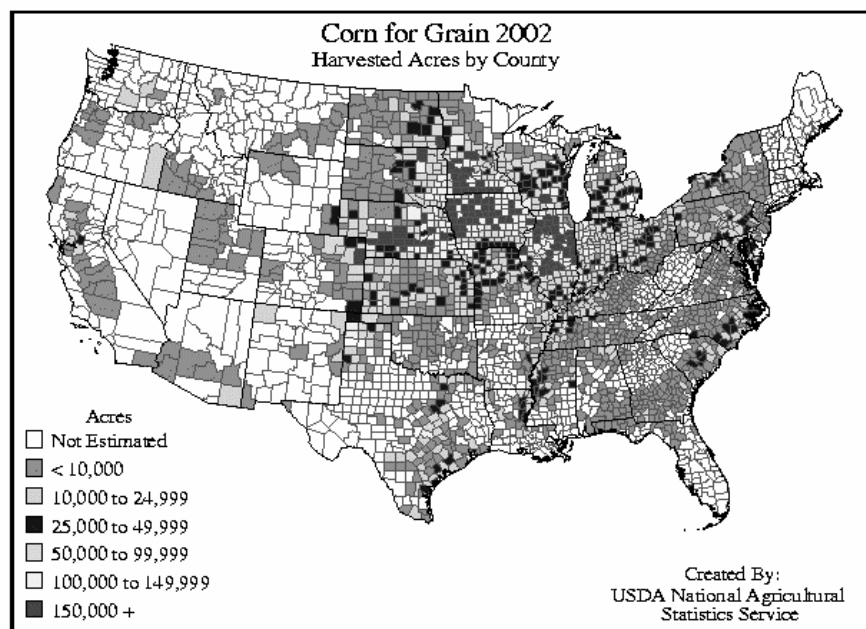 Corn for Grain 2002
Harvested Acres by County
Acres
Not Estimated
< 10,000
10,000 to 24,999
25,000 to 49,999
50,000 to 99,999
100,000 to 149,999
150,000 +
Created By:
USDA National Agricultural
Statistics Service